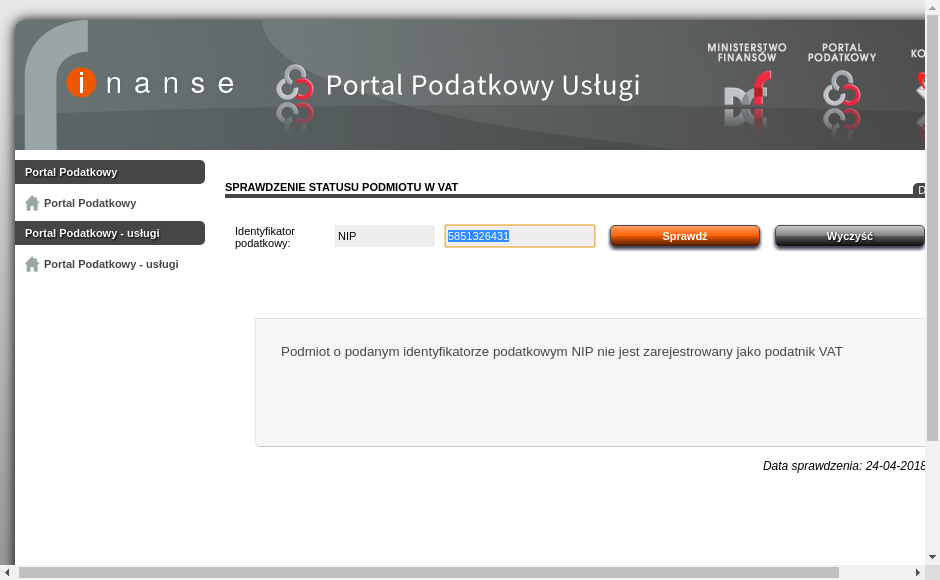 inanse
Portal Podatkowy Usługi
MINISTERSTWO
FINANSÓW
PORTAL
PODATKOWY
Portal Podatkowy
Portal Podatkowy
Portal Podatkowy - usługi
Portal Podatkowy - usługi
SPRAWDZENIE STATUSU PODMIOTU W VAT
Identyfikator
podatkowy:
NIP
5851326431
Sprawdź
Wyczyść
Podmiot o podanym identyfikatorze podatkowym NIP nie jest zarejestrowany jako podatnik VAT
Data sprawdzenia: 24-04-2018